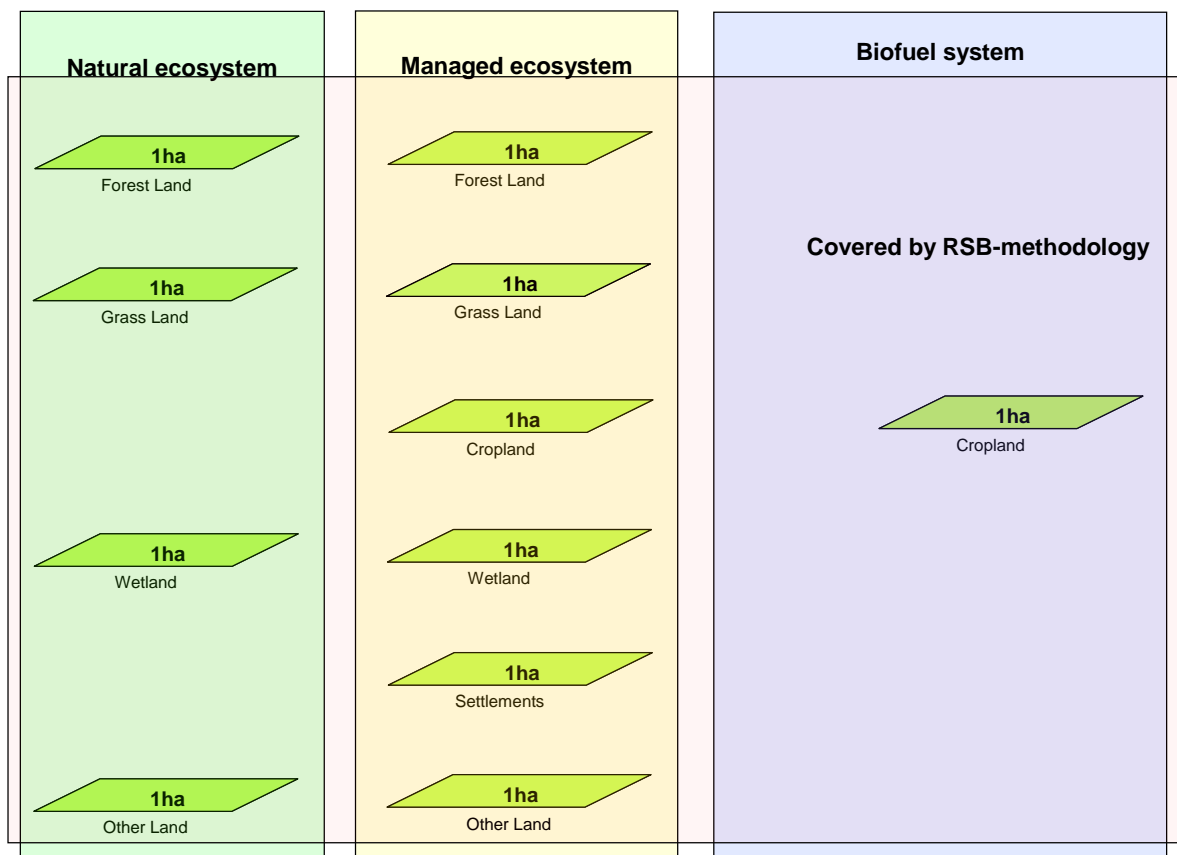 Natural ecosystem
Managed ecosystem
Biofuel system
1ha
Forest Land
1ha
Forest Land
Covered by RSB-methodology
1ha
Grass Land
1ha
Grass Land
1ha
Cropland
1ha
Cropland
1ha
Wetland
1ha
Wetland
1ha
Settlements
1ha
Other Land
1ha
Other Land